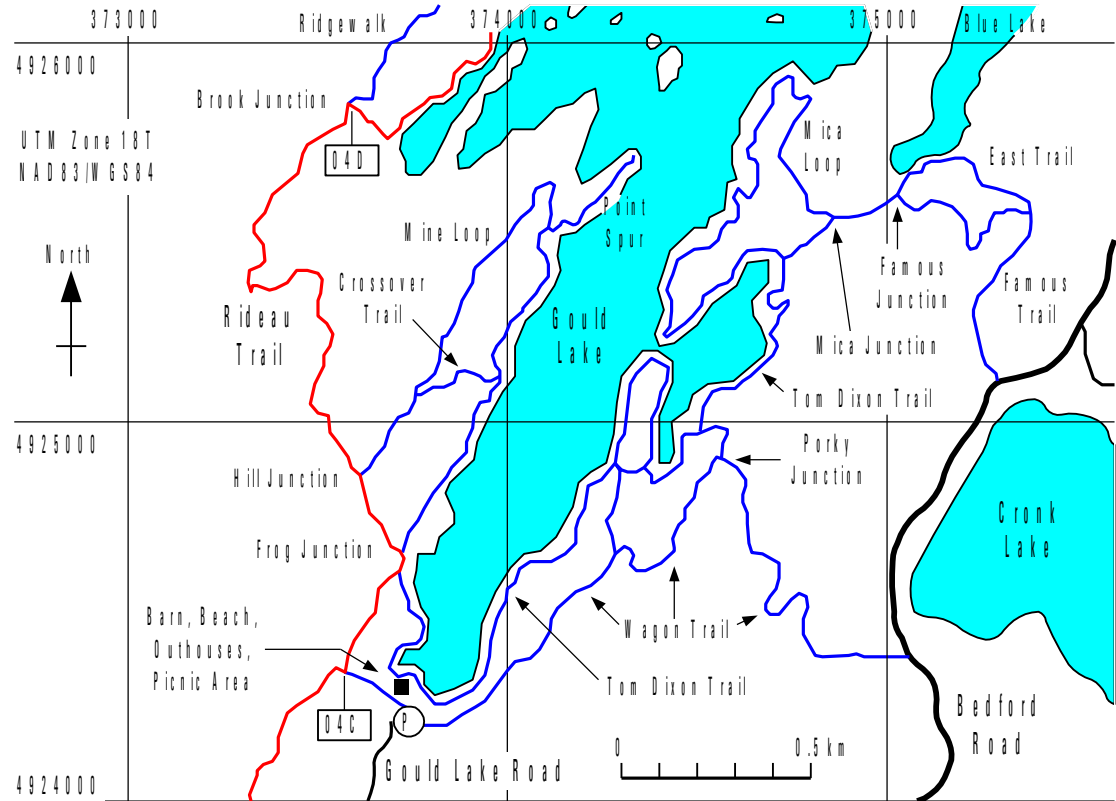 373000
Ridgewalk
374000
375000
Blue Lake
4926000
Brook Junction
UTM Zone 18T
NAD83/WGS84
04D
Mica
Loop
East Trail
Point
Spur
Mine Loop
North
Crossover
Trail
Famous
Junction
Famous
Trail
Rideau
Trail
Gould
Lake
Mica Junction
Tom Dixon Trail
4925000
Porky
Junction
Hill Junction
Cronk
Lake
Frog Junction
Barn, Beach,
Outhouses,
Picnic Area
Wagon Trail
Tom Dixon Trail
04C
P
Bedford
Road
0
0.5 km
Gould Lake Road
4924000